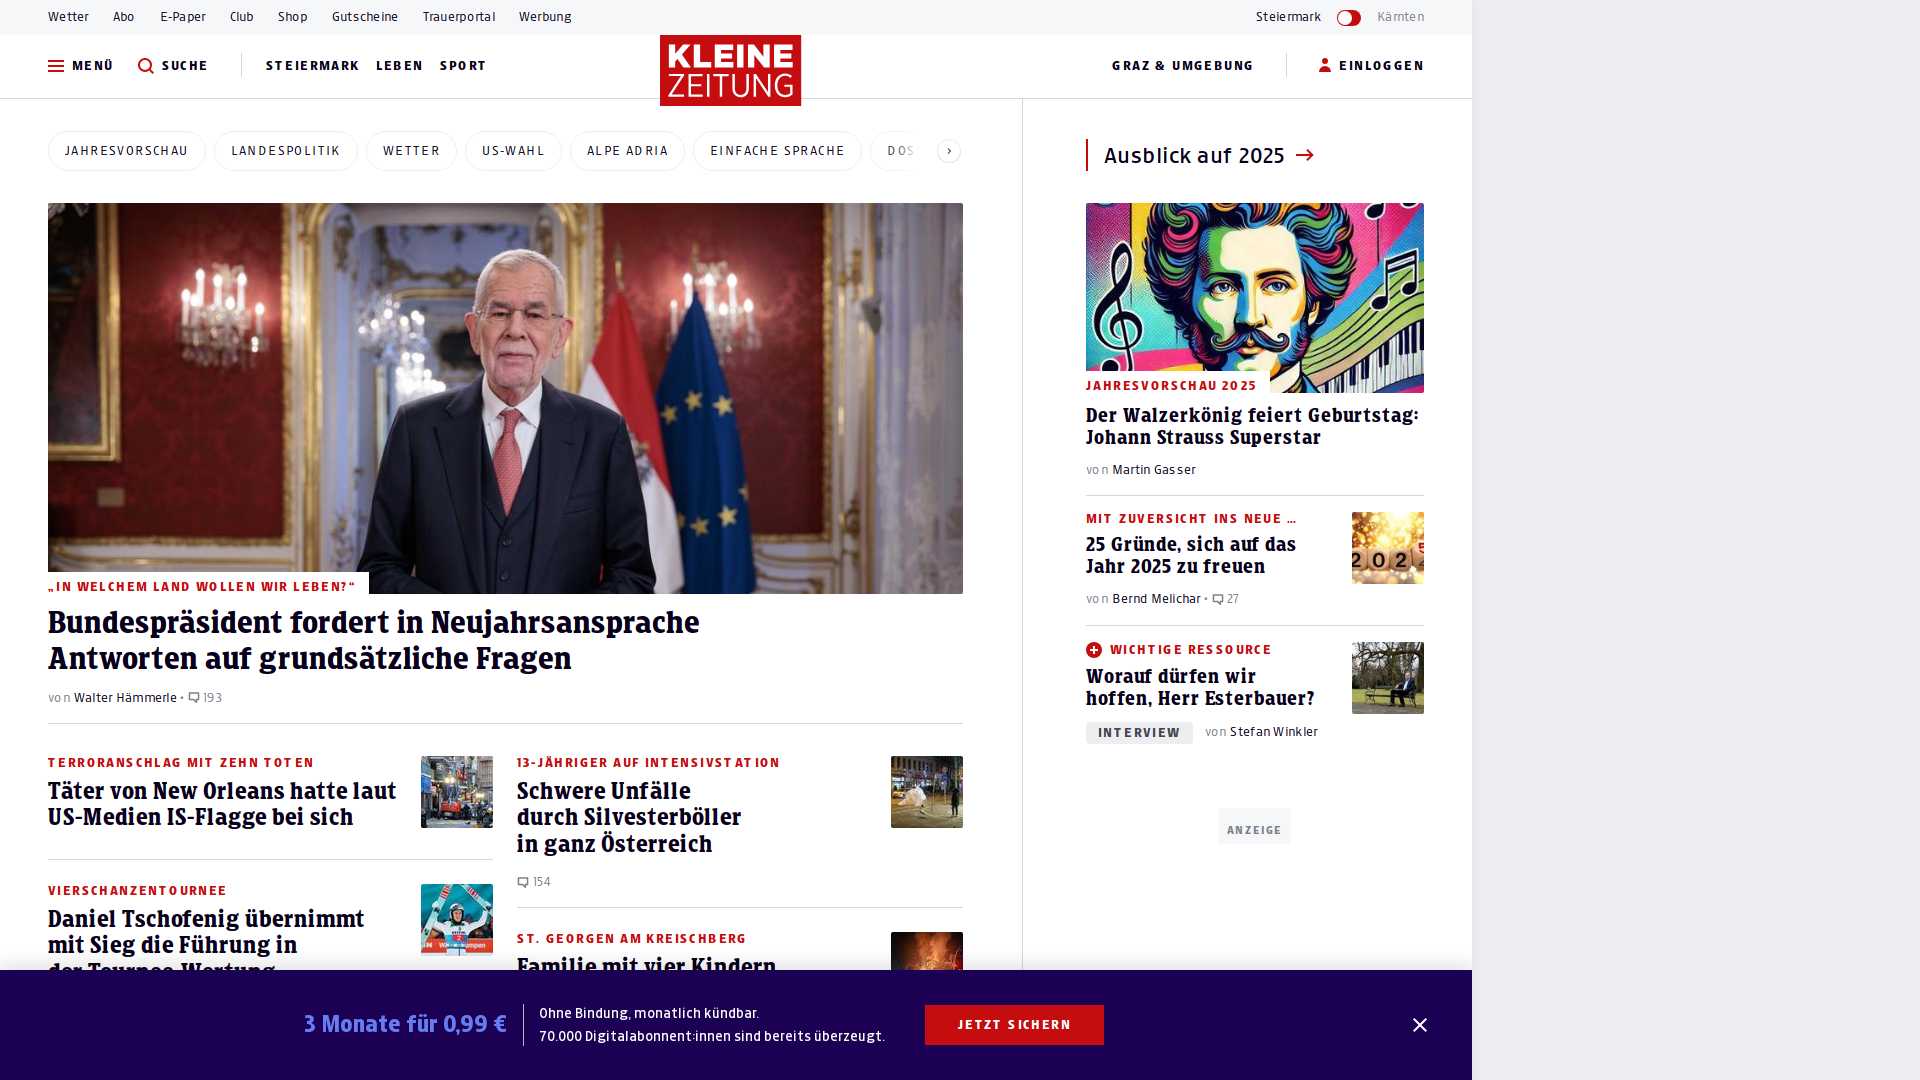 Wetter Abo E-Paper Club Shop Gutscheine Trauerportal Werbung Steiermark Kärnten
MENÜ SUCHE STEIERMARK LEBEN SPORT KLEINE ZEITUNG GRAZ & UMGEBUNG EINLOGGEN
JAHRESVORSCHAU LANDESPOLITIK WETTER US-WAHL ALPE ADRIA EINFACHE SPRACHE DOS
„IN WELCHEM LAND WOLLEN WIR LEBEN?“
Bundespräsident fordert in Neujahrsansprache
Antworten auf grundsätzliche Fragen
von Walter Hämmerle • 193
TERRORANSCHLAG MIT ZEHN TOTEN
Täter von New Orleans hatte laut
US-Medien IS-Flagge bei sich
VIERSCHANZENTOURNEE
Daniel Tschofenig übernimmt
mit Sieg die Führung in
der Tournee-Wertung
13-JÄHRIGER AUF INTENSIVSTATION
Schwere Unfälle
durch Silvesterböller
in ganz Österreich
154
ST. GEORGEN AM KREISCHBERG
Familie mit vier Kindern
Ausblick auf 2025
JAHRESVORSCHAU 2025
Der Walzerkönig feiert Geburtstag:
Johann Strauss Superstar
von Martin Gasser
MIT ZUVERSICHT INS NEUE ...
25 Gründe, sich auf das
Jahr 2025 zu freuen
von Bernd Melichar • 27
WICHTIGE RESSOURCE
Worauf dürfen wir
hoffen, Herr Esterbauer?
INTERVIEW von Stefan Winkler
ANZEIGE
3 Monate für 0,99 €
Ohne Bindung, monatlich kündbar.
70.000 Digitalabonnent:innen sind bereits überzeugt.
JETZT SICHERN